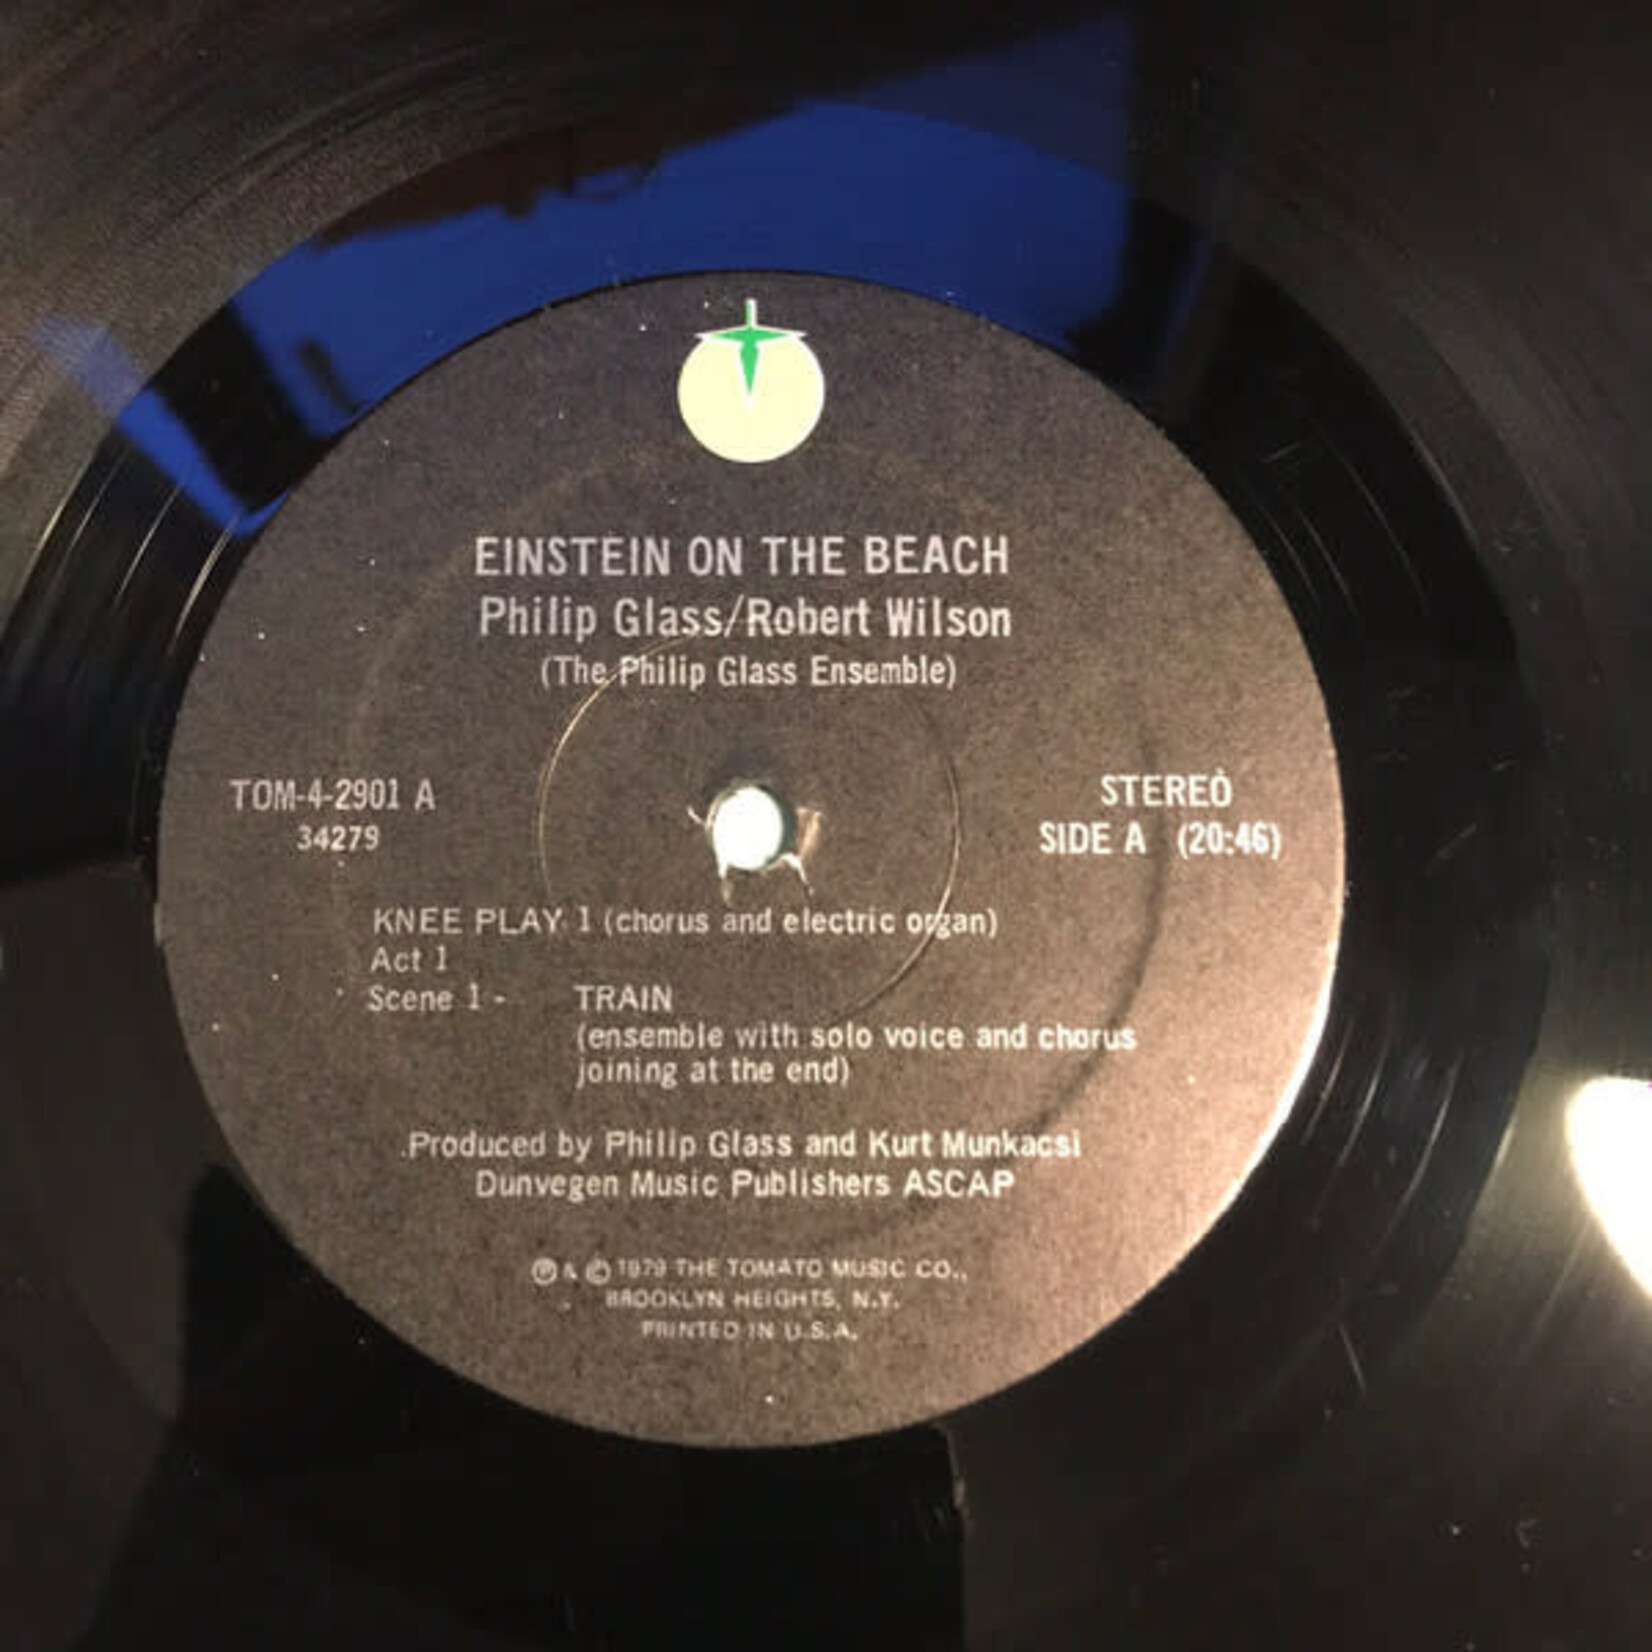 EINSTEIN ON THE BEACH
Philip Glass/Robert Wilson
(The Philip Glass Ensemble)
TOM-4-2901 A
34279
STEREO
SIDE A (20:46)
KNEE PLAY 1 (chorus and electric organ)
Act 1
Scene 1 - TRAIN
(ensemble with solo voice and chorus
joining at the end)
Produced by Philip Glass and Kurt Munkacsi
Dunvegen Music Publishers ASCAP
℗ & © 1979 THE TOMATO MUSIC CO.,
BROOKLYN HEIGHTS, N.Y.
PRINTED IN U.S.A.